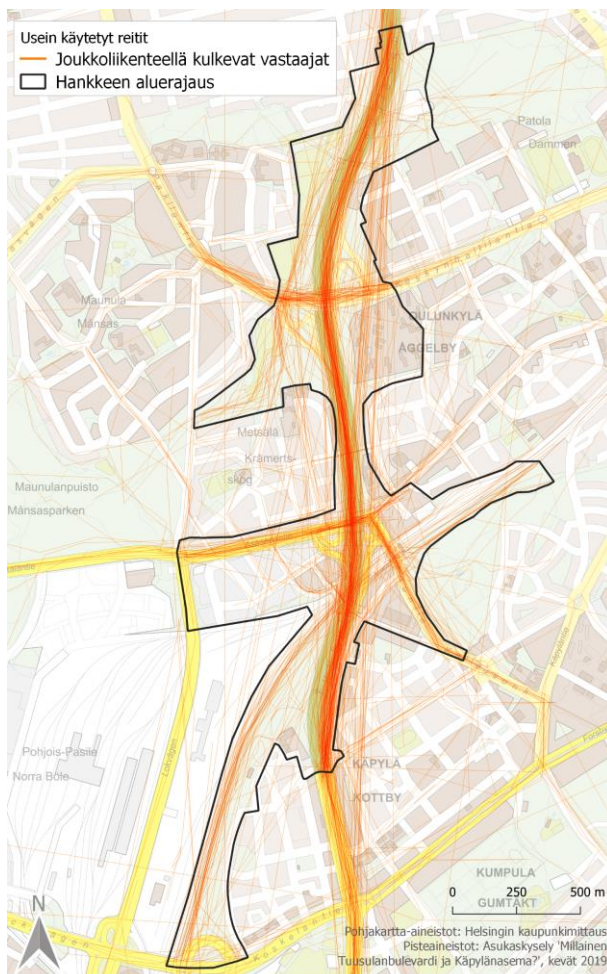 Usein käytetyt reitit
Joukkoliikenteellä kulkevat vastaajat
Hankkeen aluerajaus
Patola
Dammen
Maunula
Månsas
OULUNKYLÄ
ÅGGELBY
Metsälä
Krämerts-
skog
Maunulanpuisto
Månsasparken
Pohjois-Pasila
Norra Böle
KÄPYLÄ
KOTTBY
KUMPULA
GUMTÄKT
Koskelantie
N
0 250 500 m
Pohjakartta-aineistot: Helsingin kaupunkimittaus
Pisteaineistot: Asukaskysely 'Millainen
Tuusulanbulevardi ja Käpylänasema?', kevät 2019